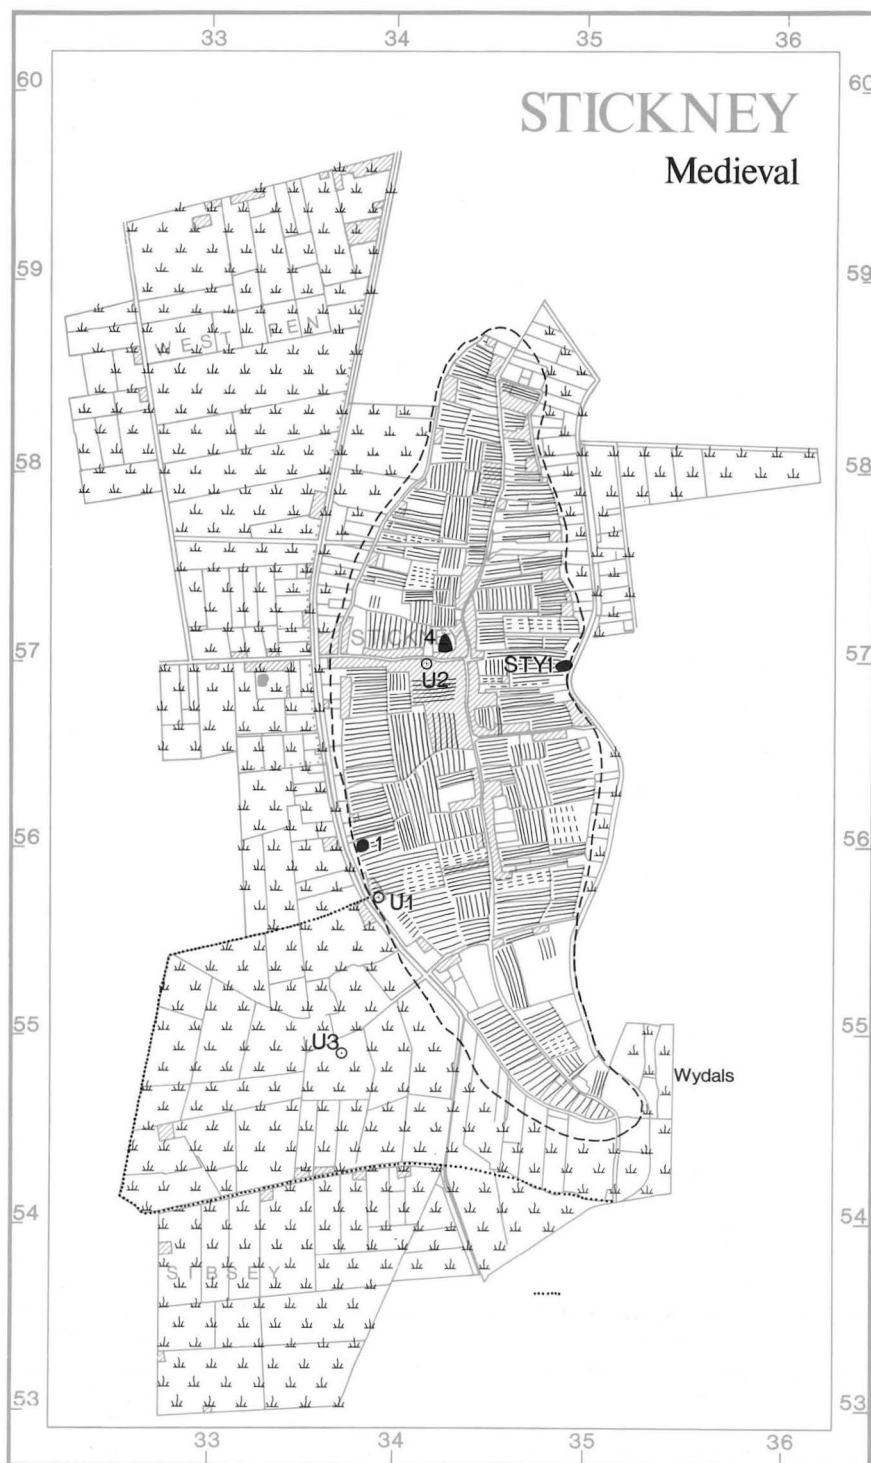 33 34 35 36
60 60
STICKNEY
Medieval
59 59
WEST FEN
58 58
4
STICKNEY
57 STY1 57
U2
56 1 56
U1
55 55
U3
Wydals
54 54
SIBSEY
53 53
33 34 35 36